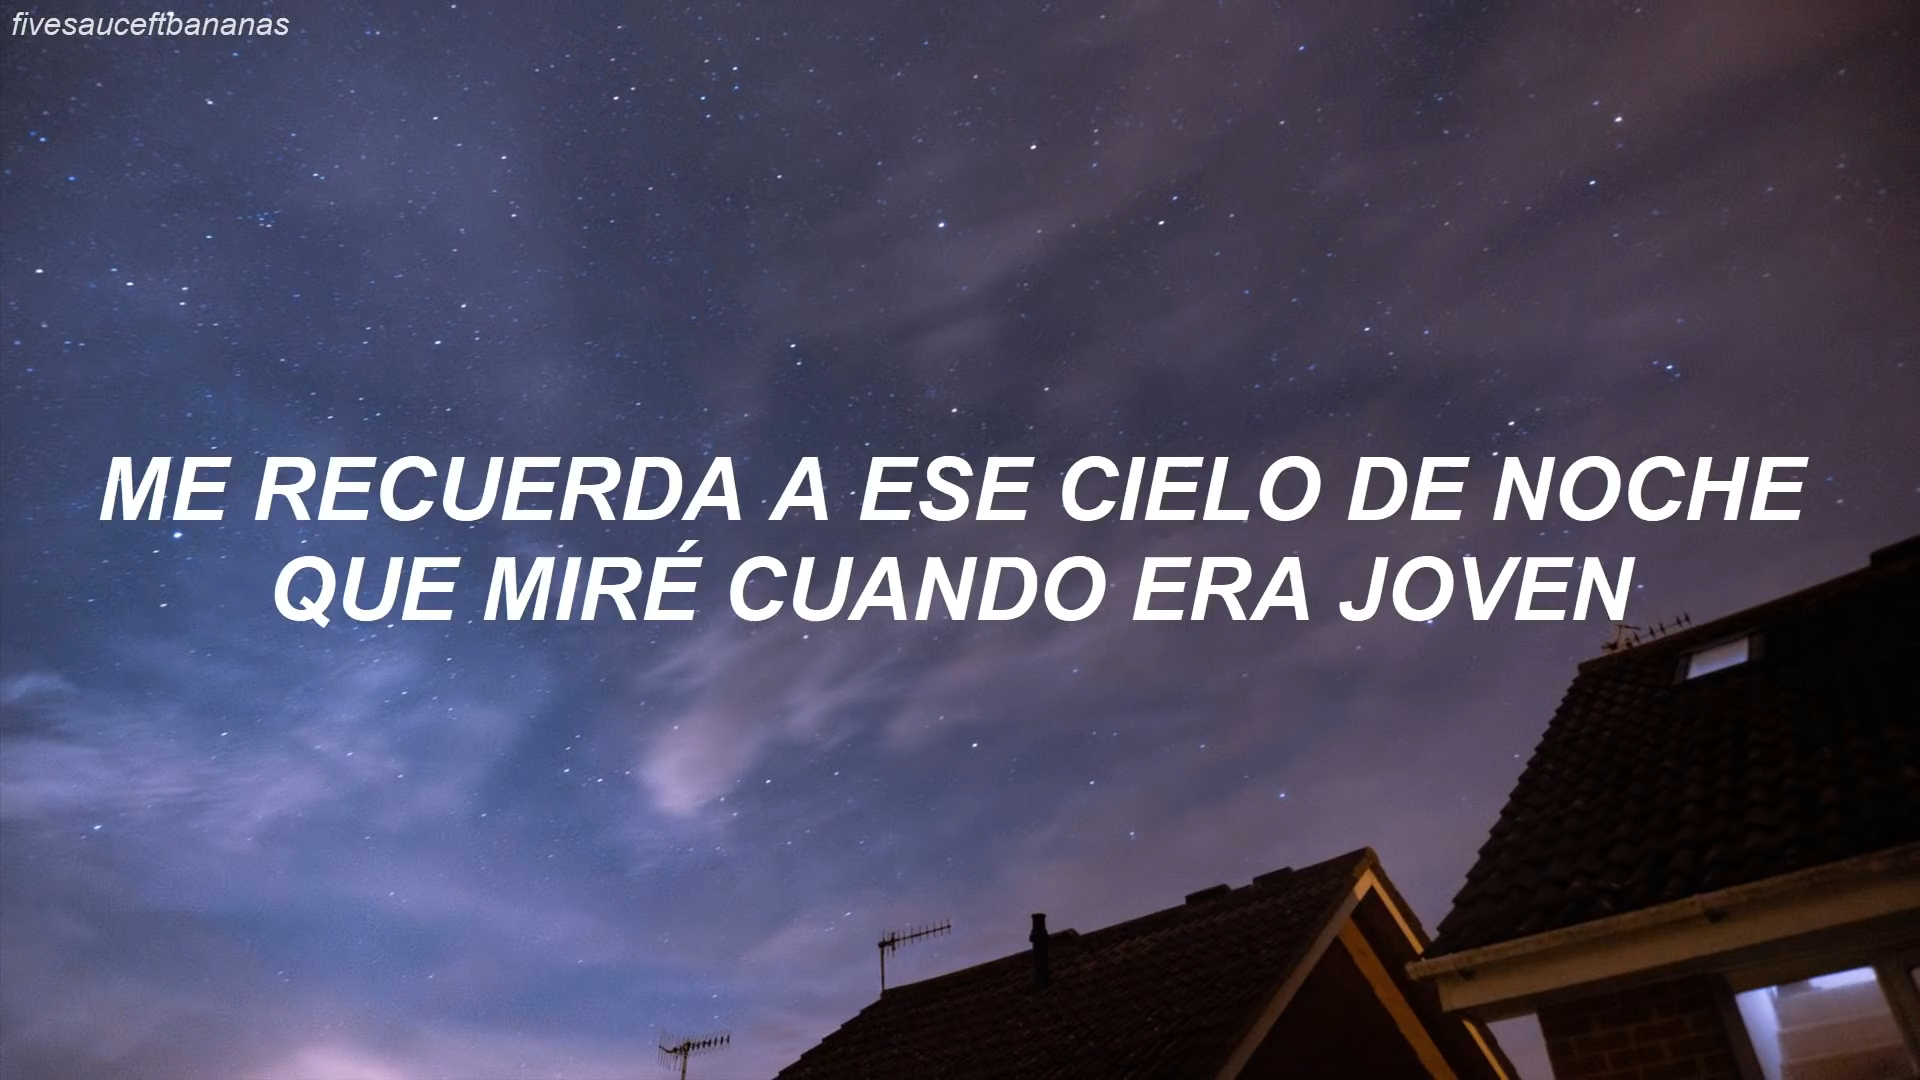 fivesauceftbananas
ME RECUERDA A ESE CIELO DE NOCHE
QUE MIRÉ CUANDO ERA JOVEN